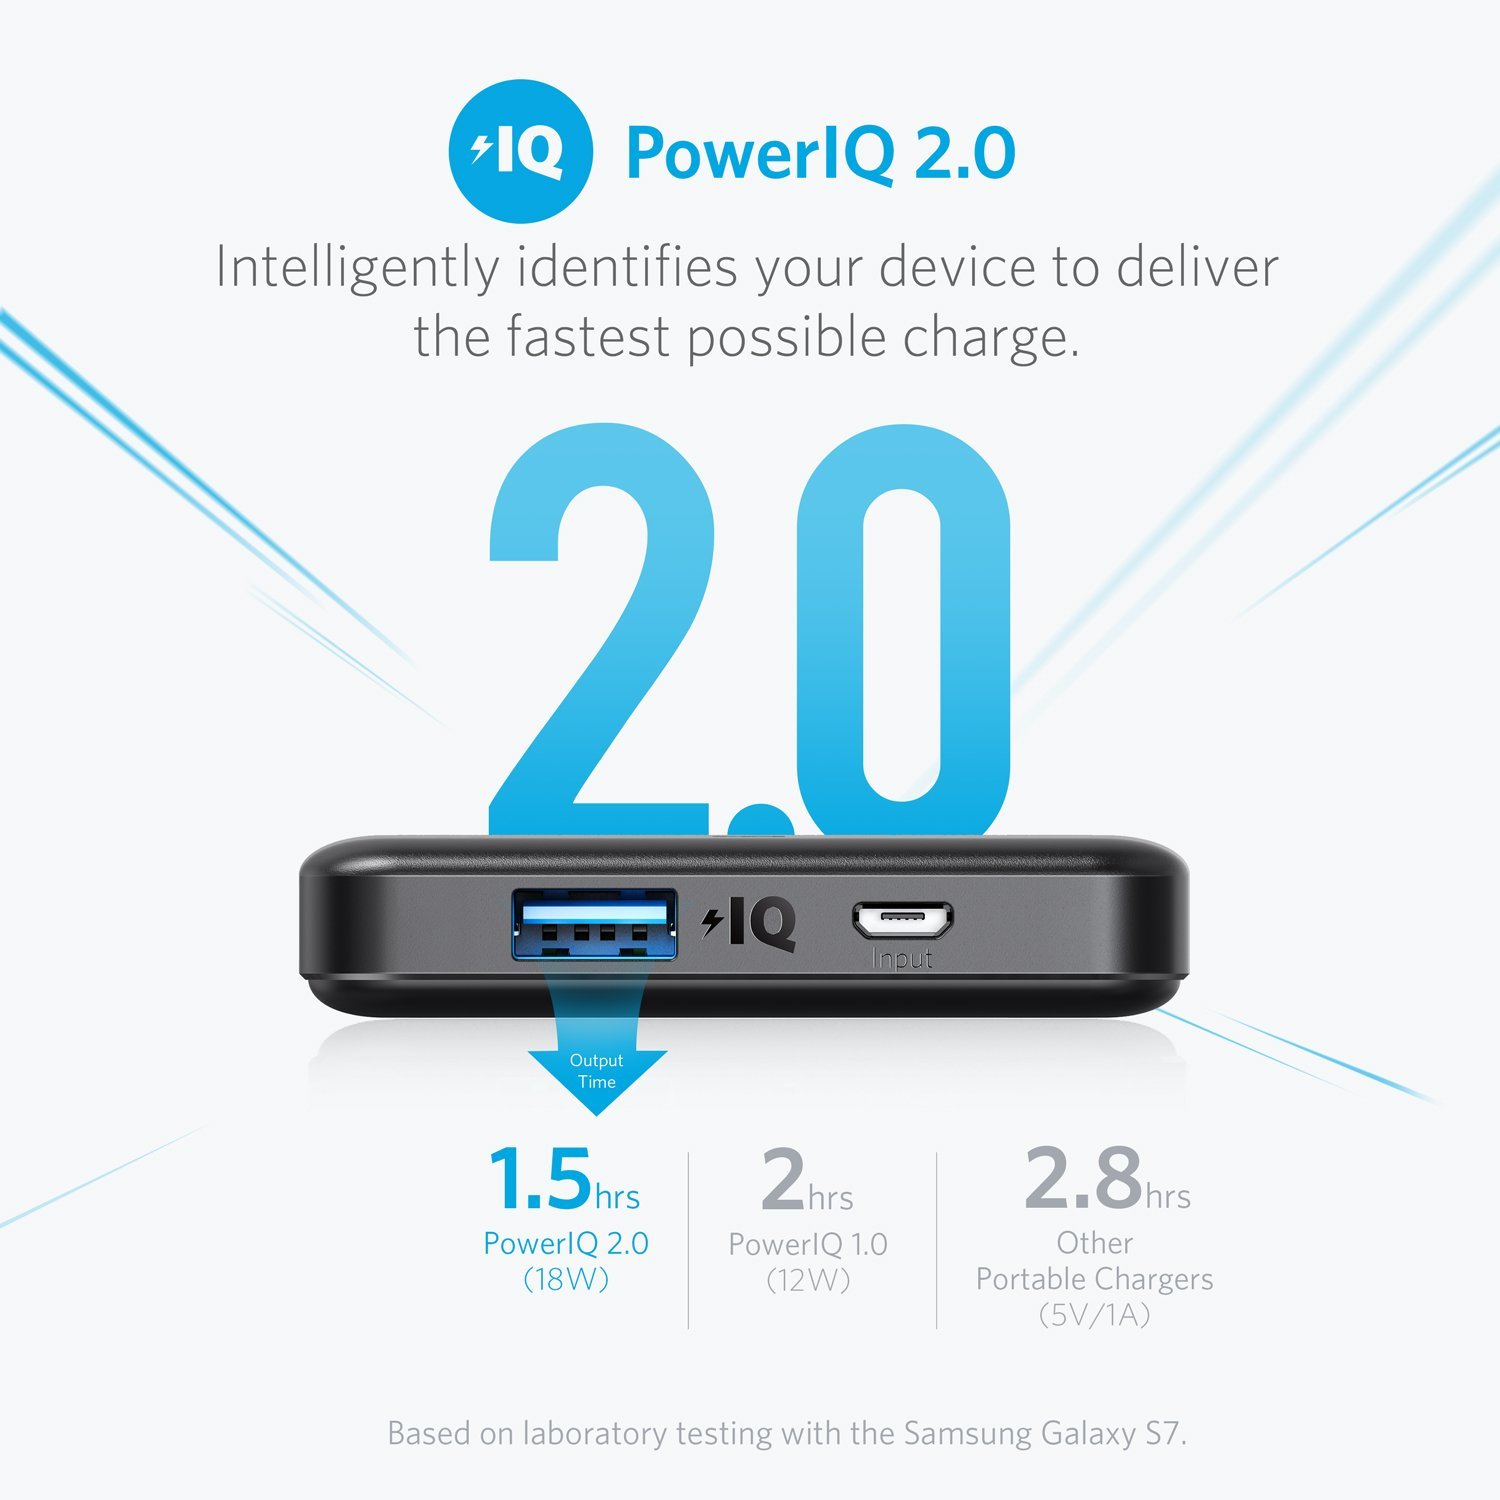 IQ PowerIQ 2.0
Intelligently identifies your device to deliver
the fastest possible charge.
2.0
IQ
Input
Output
Time
1.5hrs
PowerIQ 2.0
(18W)
2hrs
PowerIQ 1.0
(12W)
2.8hrs
Other
Portable Chargers
(5V/1A)
Based on laboratory testing with the Samsung Galaxy S7.